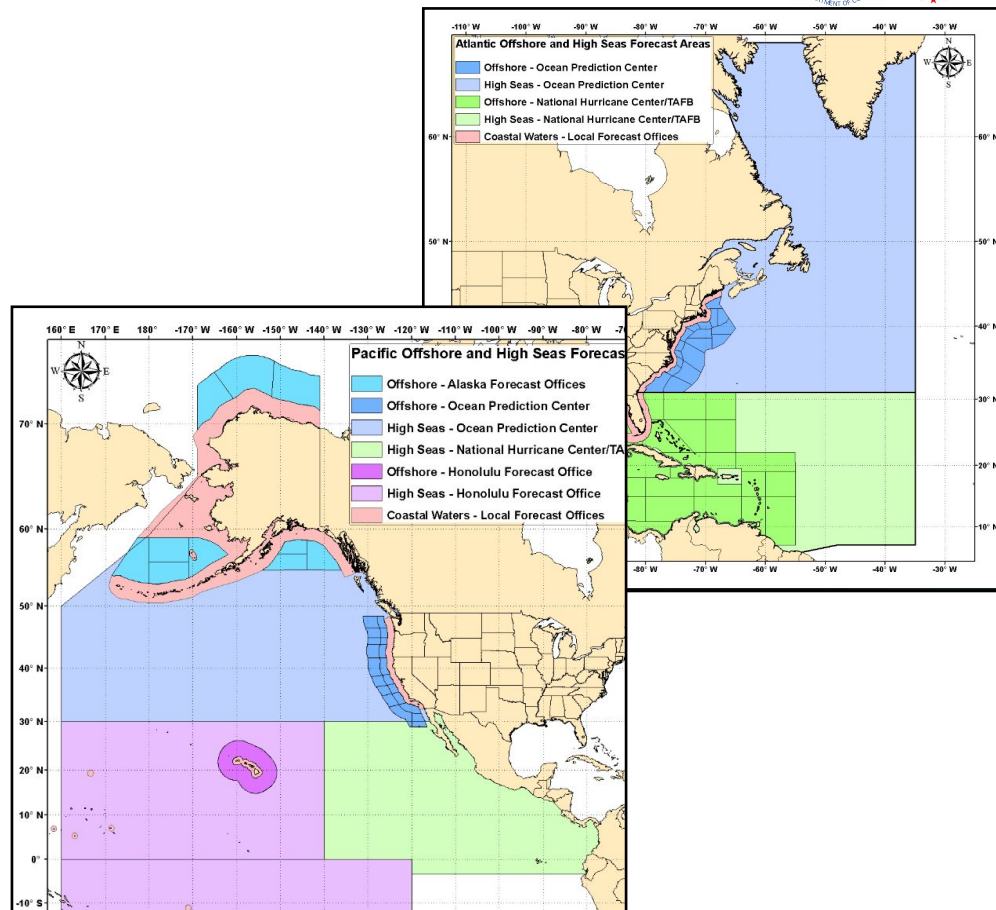 MENT OF C
-110° W -100° W -90° W -80° W -70° W -60° W -50° W -40° W -30° W
Atlantic Offshore and High Seas Forecast Areas
Offshore - Ocean Prediction Center
High Seas - Ocean Prediction Center
Offshore - National Hurricane Center/TAFB
High Seas - National Hurricane Center/TAFB
Coastal Waters - Local Forecast Offices
N
W E
S
60° N 60° N
50° N 50° N
40° N
30° N
20° N 20° N
10° N
-80° W -70° W -60° W -50° W -40° W -30° W
160° E 170° E -180° -170° W -160° W -150° W -140° W -130° W -120° W -110° W -100° W -90° W -80° W -7
N
W E
S
Pacific Offshore and High Seas Forecas
Offshore - Alaska Forecast Offices
Offshore - Ocean Prediction Center
High Seas - Ocean Prediction Center
High Seas - National Hurricane Center/TA
Offshore - Honolulu Forecast Office
High Seas - Honolulu Forecast Office
Coastal Waters - Local Forecast Offices
70° N
60° N
50° N
40° N
30° N
20° N
10° N
0°
-10° S